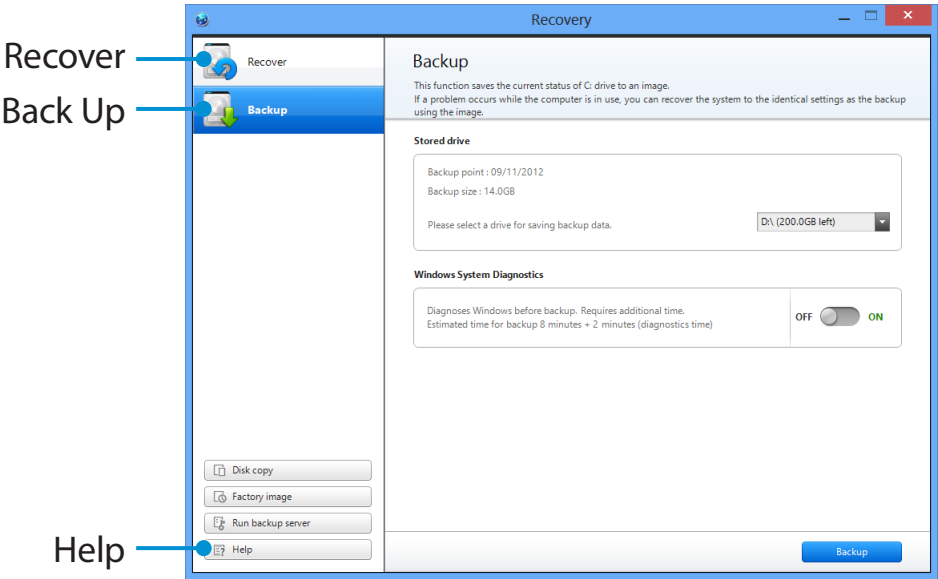 Recovery
Recover
Recover
Back Up
Backup
Backup
This function saves the current status of C: drive to an image.
If a problem occurs while the computer is in use, you can recover the system to the identical settings as the backup
using the image.
Stored drive
Backup point : 09/11/2012
Backup size : 14.0GB
Please select a drive for saving backup data.
D:\ (200.0GB left)
Windows System Diagnostics
Diagnoses Windows before backup. Requires additional time.
Estimated time for backup 8 minutes + 2 minutes (diagnostics time)
OFF
ON
Disk copy
Factory image
Run backup server
Help
Help
Backup